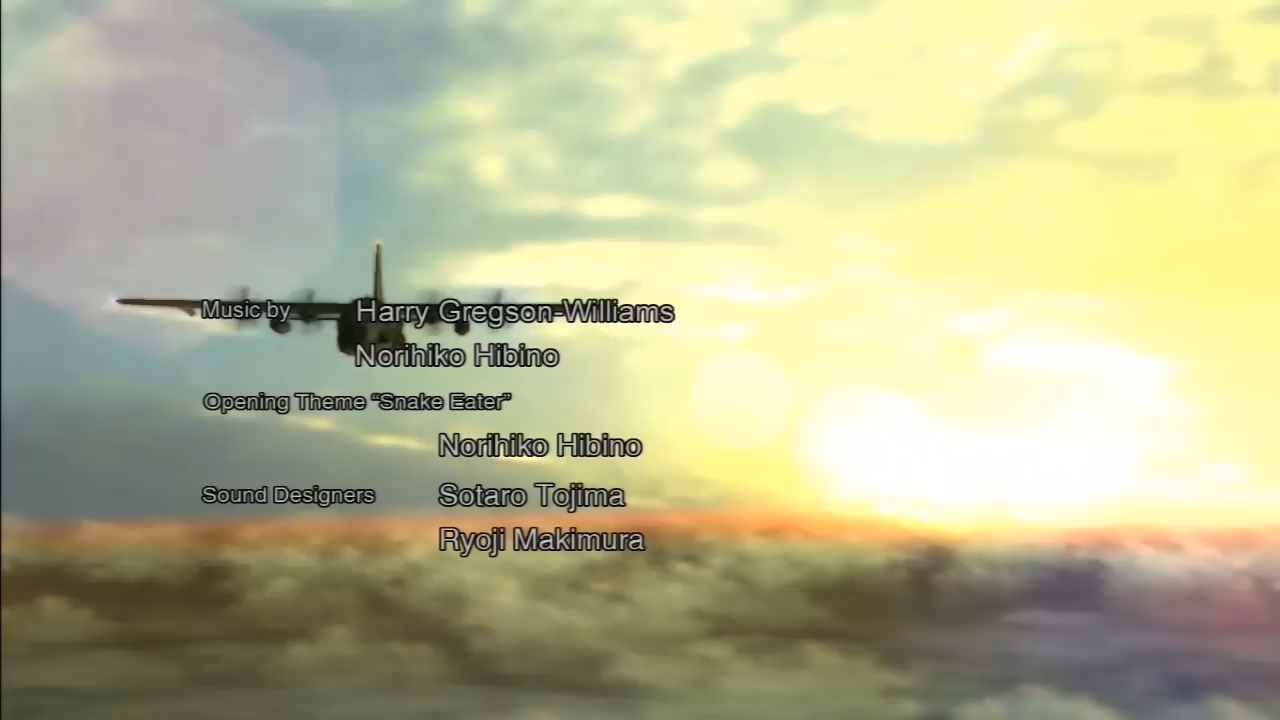 Music by Harry Gregson-Williams
Norihiko Hibino
Opening Theme “Snake Eater”
Norihiko Hibino
Sound Designers Sotaro Tojima
Ryoji Makimura